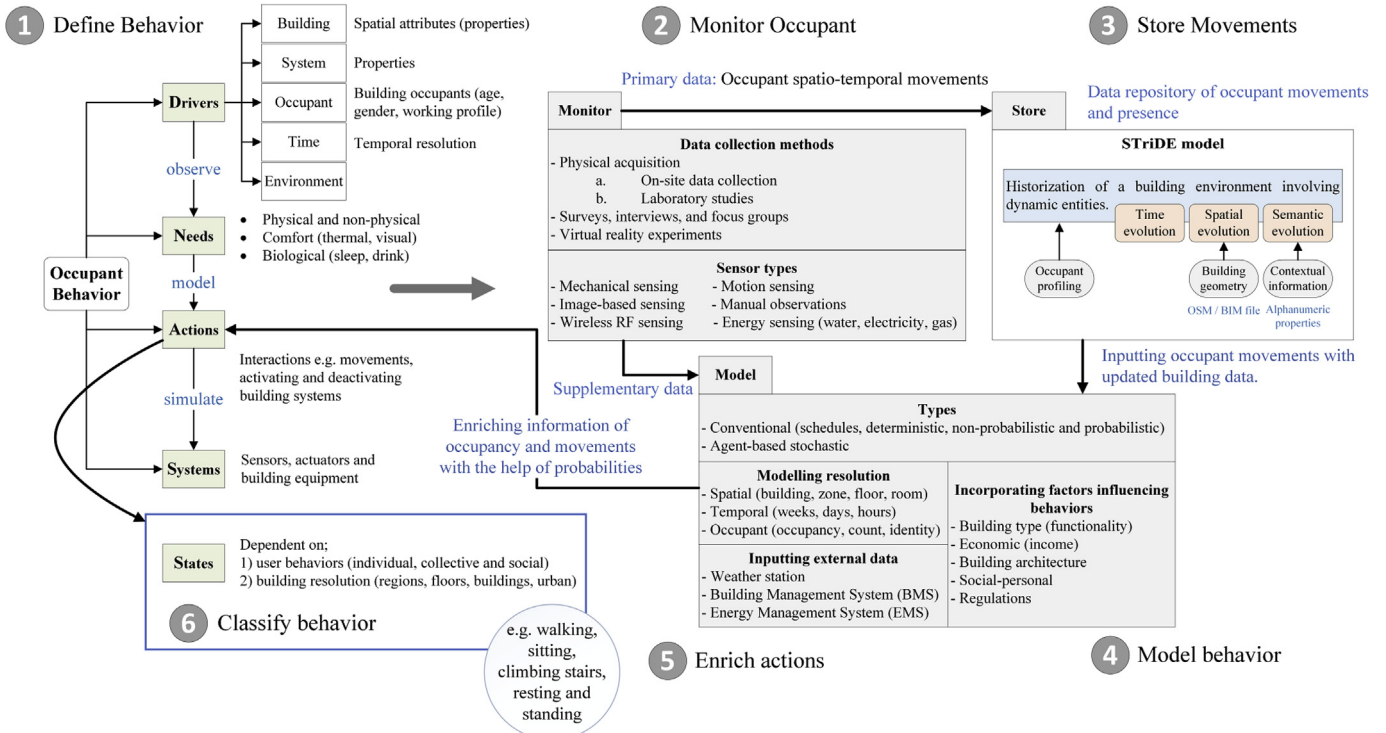 1 Define Behavior
Building
Spatial attributes (properties)
System
Properties
Drivers
Occupant
Building occupants (age,
gender, working profile)
Time
Temporal resolution
Environment
observe
Needs
• Physical and non-physical
• Comfort (thermal, visual)
• Biological (sleep, drink)
Occupant
Behavior
model
Actions
Interactions e.g. movements,
activating and deactivating
building systems
simulate
Systems
Sensors, actuators and
building equipment
2 Monitor Occupant
Primary data: Occupant spatio-temporal movements
Monitor
Data collection methods
- Physical acquisition
a. On-site data collection
b. Laboratory studies
- Surveys, interviews, and focus groups
- Virtual reality experiments
Sensor types
- Mechanical sensing
- Image-based sensing
- Wireless RF sensing
- Motion sensing
- Manual observations
- Energy sensing (water, electricity, gas)
Supplementary data
3 Store Movements
Data repository of occupant movements
and presence
Store
STriDE model
Historization of a building environment involving
dynamic entities.
Time
evolution
Spatial
evolution
Semantic
evolution
Occupant
profiling
Building
geometry
Contextual
information
OSM / BIM file
Alphanumeric
properties
Inputting occupant movements with
updated building data.
Model
Types
- Conventional (schedules, deterministic, non-probabilistic and probabilistic)
- Agent-based stochastic
Modelling resolution
- Spatial (building, zone, floor, room)
- Temporal (weeks, days, hours)
- Occupant (occupancy, count, identity)
Inputting external data
- Weather station
- Building Management System (BMS)
- Energy Management System (EMS)
Incorporating factors influencing
behaviors
- Building type (functionality)
- Economic (income)
- Building architecture
- Social-personal
- Regulations
4 Model behavior
5 Enrich actions
Enriching information of
occupancy and movements
with the help of probabilities
States
Dependent on;
1) user behaviors (individual, collective and social)
2) building resolution (regions, floors, buildings, urban)
6 Classify behavior
e.g. walking,
sitting,
climbing stairs,
resting and
standing